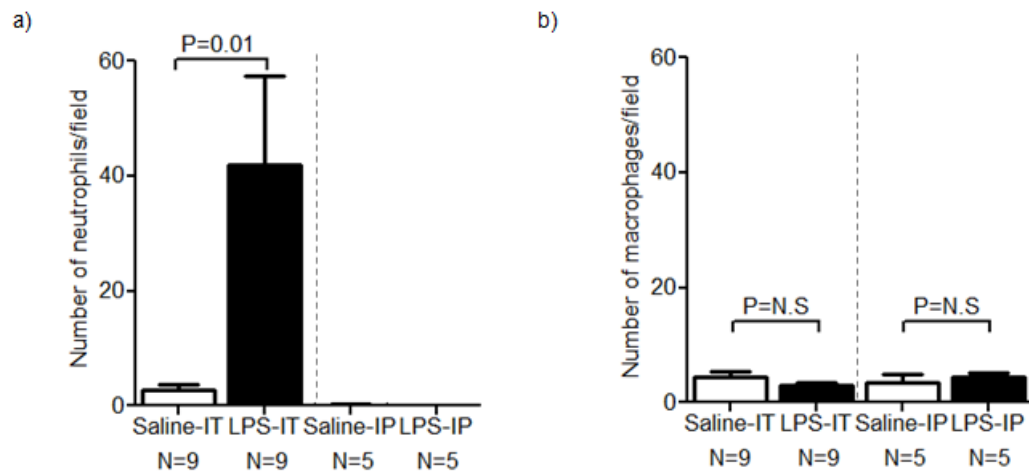 a)
P=0.01
60
40
20
0
Number of neutrophils/field
Saline-IT LPS-IT Saline-IP LPS-IP
N=9 N=9 N=5 N=5
b)
60
40
20
0
Number of macrophages/field
P=N.S P=N.S
Saline-IT LPS-IT Saline-IP LPS-IP
N=9 N=9 N=5 N=5